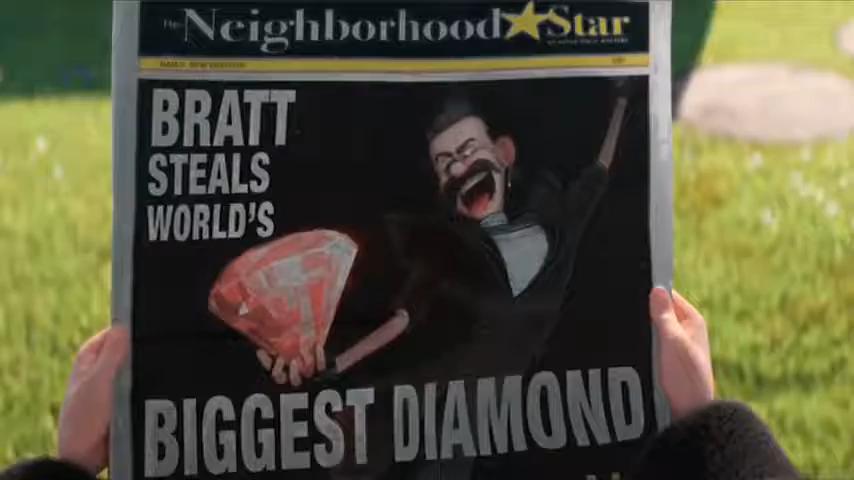 The Neighborhood Star
BRATT
STEALS
WORLD'S
BIGGEST DIAMOND